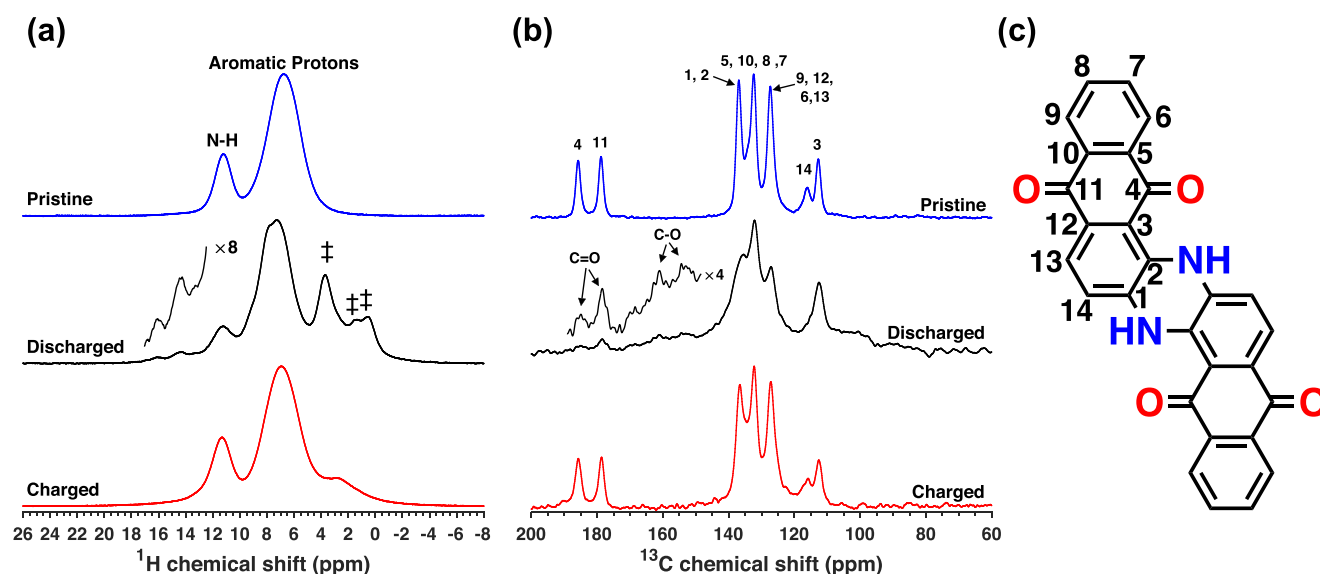 (a)
Aromatic Protons
N-H
Pristine
×8
‡
‡‡
Discharged
Charged
26 24 22 20 18 16 14 12 10 8 6 4 2 0 -2 -4 -6 -8
1H chemical shift (ppm)
(b)
5, 10, 8 ,7
1, 2
9, 12,
6,13
4
11
14
3
Pristine
C-O
C=O
×4
Discharged
Charged
200 180 160 140 120 100 80 60
13C chemical shift (ppm)
(c)
8
7
9
6
10
5
O
11
4
O
12
3
13
2
NH
14
1
HN
O
O